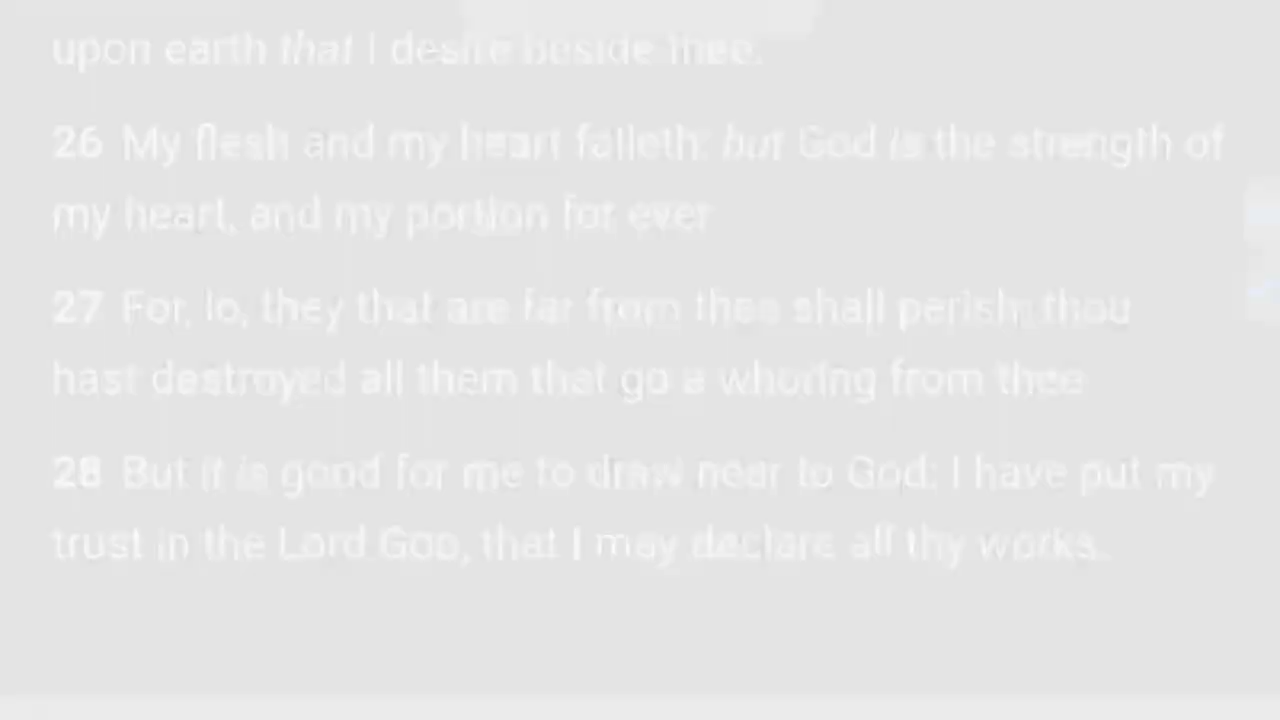 upon earth that I desire beside thee.
26 My flesh and my heart faileth: but God is the strength of
my heart, and my portion for ever
27 For, lo, they that are far from thee shall perish: thou
hast destroyed all them that go a whoring from thee
28 But it is good for me to draw near to God: I have put my
trust in the Lord GOD, that I may declare all thy works.